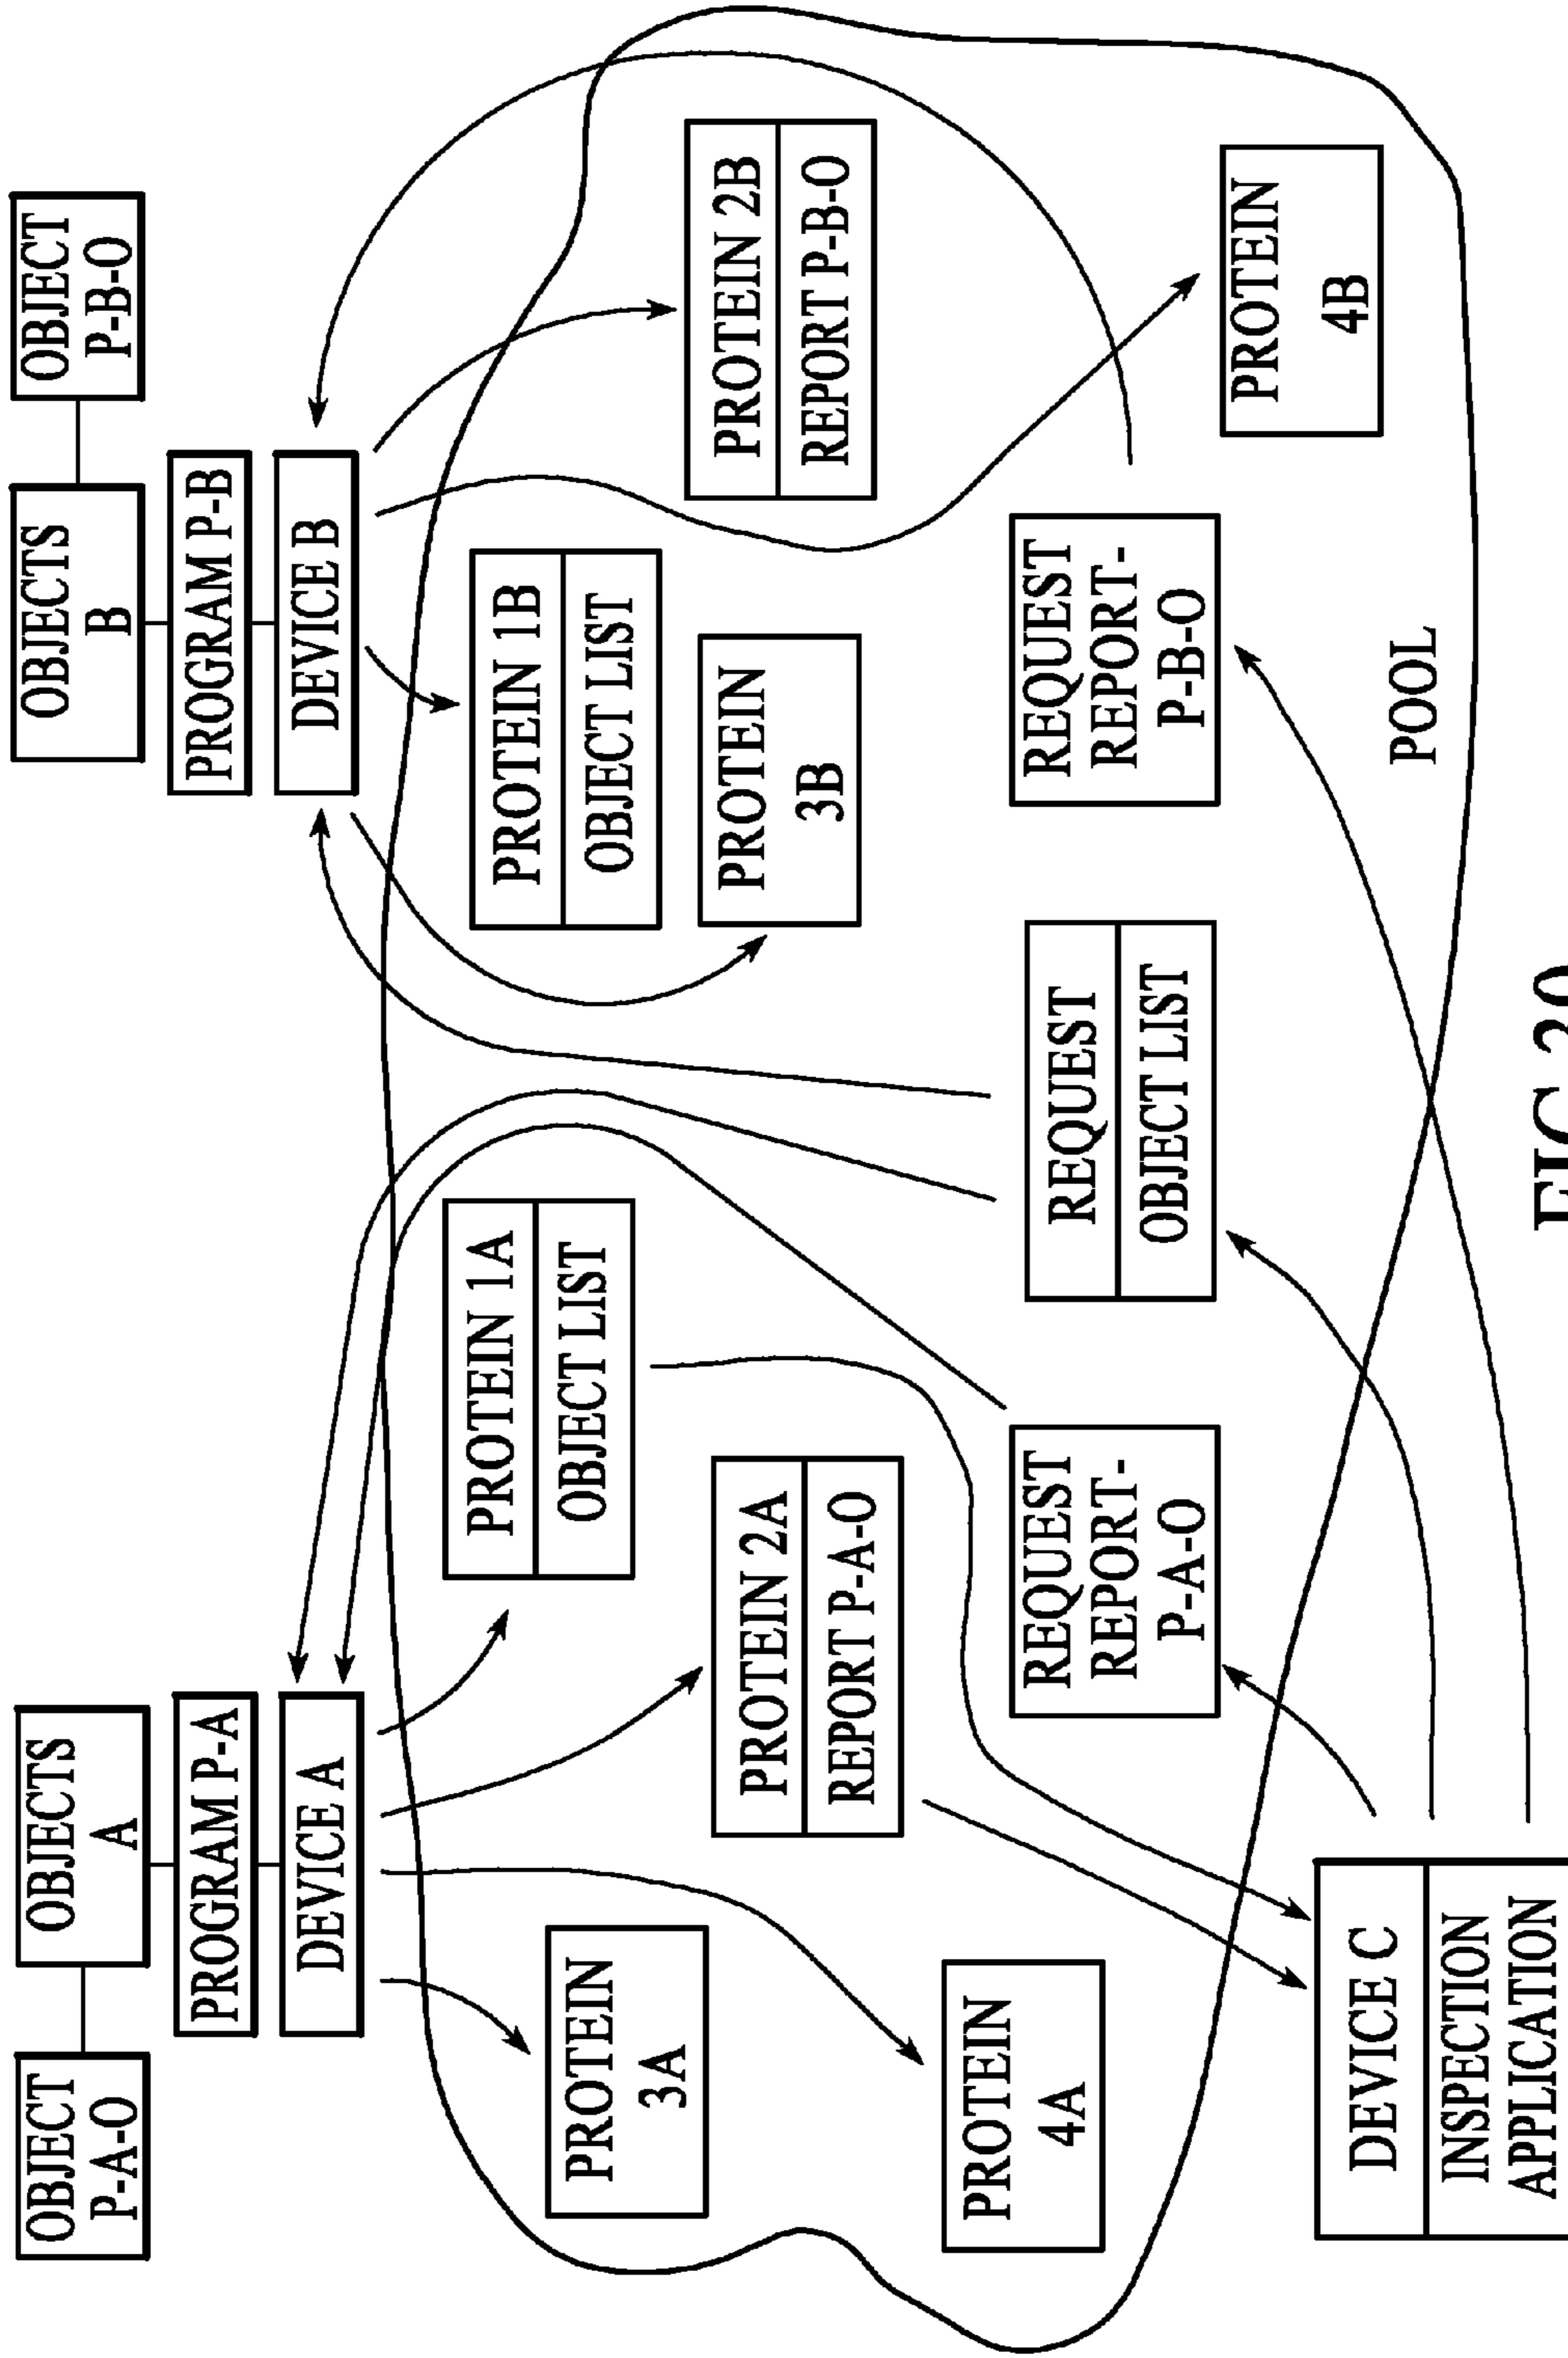 OBJECT
P-A-O
OBJECTS
A
PROGRAM P-A
DEVICE A
OBJECTS
B
OBJECT
P-B-O
PROGRAM P-B
DEVICE B
PROTEIN 1A
OBJECT LIST
PROTEIN 1B
OBJECT LIST
PROTEIN
3A
PROTEIN 2A
REPORT P-A-O
PROTEIN
3B
PROTEIN 2B
REPORT P-B-O
PROTEIN
4A
REQUEST
REPORT-
P-A-O
REQUEST
OBJECT LIST
REQUEST
REPORT-
P-B-O
PROTEIN
4B
DEVICE C
INSPECTION
APPLICATION
POOL
FIG